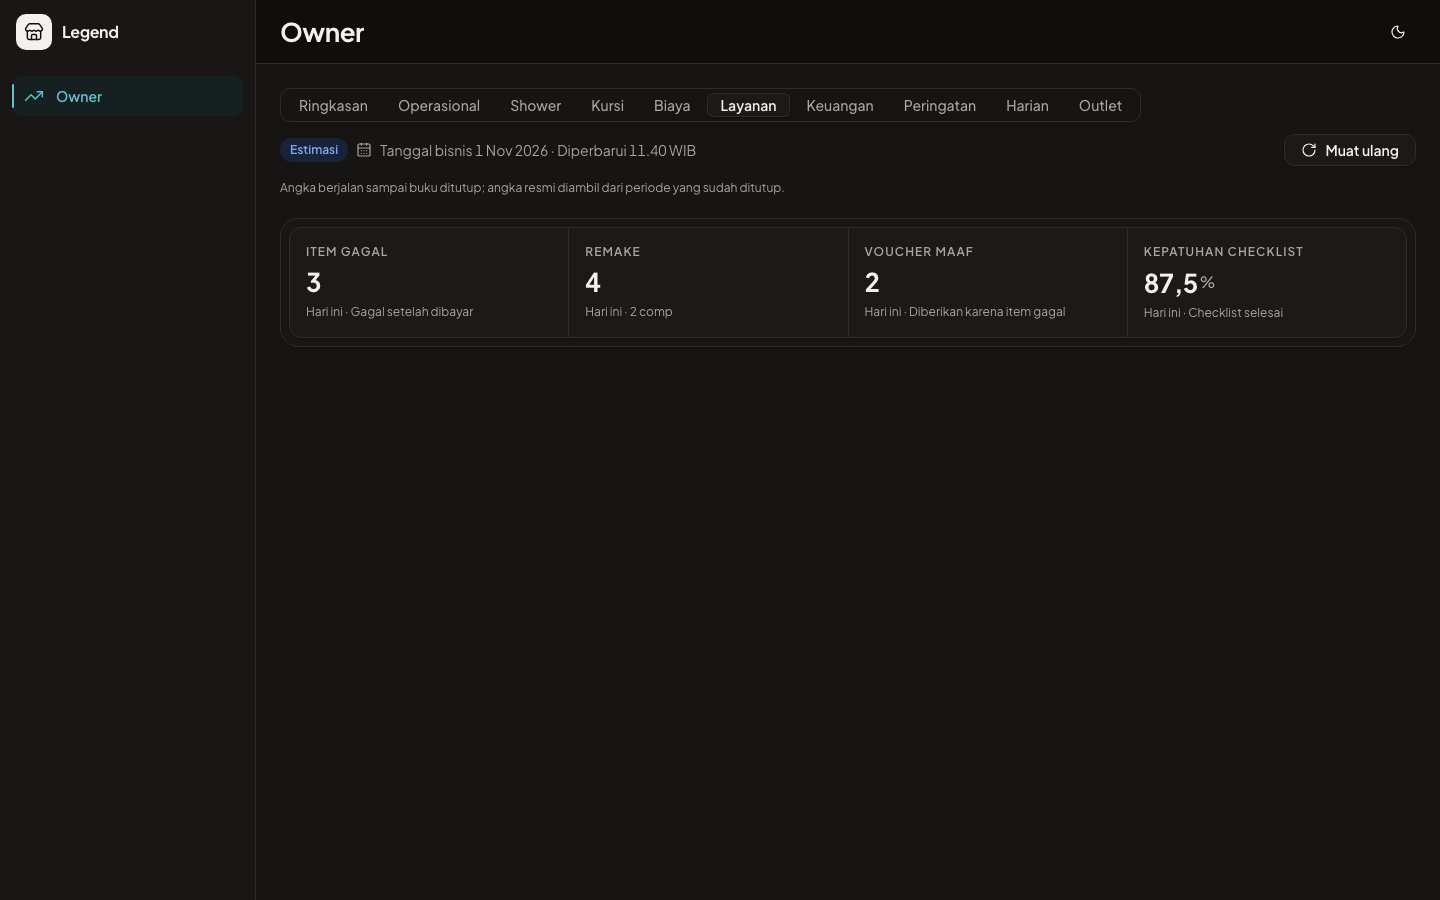 Legend
Owner
Owner
Ringkasan Operasional Shower Kursi Biaya Layanan Keuangan Peringatan Harian Outlet
Estimasi Tanggal bisnis 1 Nov 2026 · Diperbarui 11.40 WIB Muat ulang
Angka berjalan sampai buku ditutup; angka resmi diambil dari periode yang sudah ditutup.
ITEM GAGAL
3
Hari ini · Gagal setelah dibayar
REMAKE
4
Hari ini · 2 comp
VOUCHER MAAF
2
Hari ini · Diberikan karena item gagal
KEPATUHAN CHECKLIST
87,5%
Hari ini · Checklist selesai